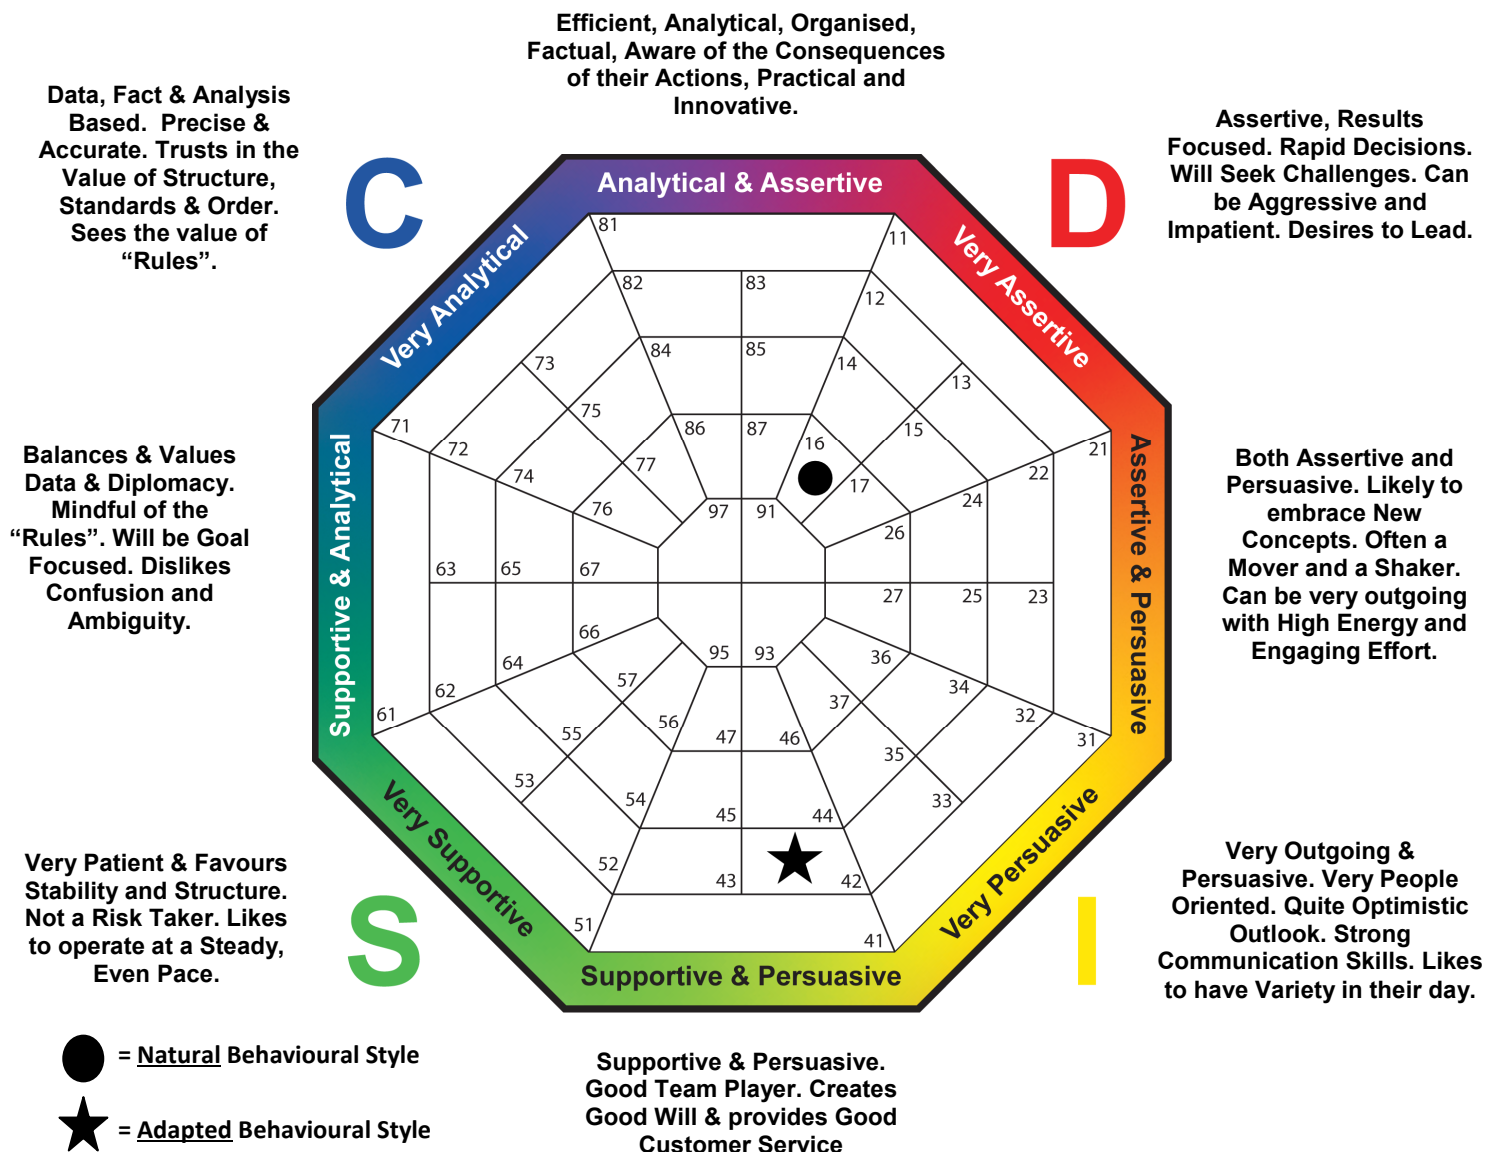 Efficient, Analytical, Organised,
Factual, Aware of the Consequences
of their Actions, Practical and
Innovative.
Data, Fact & Analysis
Based.  Precise &
Accurate. Trusts in the
Value of Structure,
Standards & Order.
Sees the value of
“Rules”.
C
D
Assertive, Results
Focused. Rapid Decisions.
Will Seek Challenges. Can
be Aggressive and
Impatient. Desires to Lead.
Analytical & Assertive
Very Analytical
Very Assertive
81
11
82
83
12
84
85
14
73
13
75
15
71
86
87
16
21
72
77
22
74
17
24
76
97
91
26
63
65
67
27
25
23
66
64
95
93
36
62
57
37
34
61
56
47
46
32
55
35
31
53
54
45
44
33
52
43
42
51
41
Supportive & Analytical
Assertive & Persuasive
Very Supportive
Very Persuasive
Supportive & Persuasive
Balances & Values
Data & Diplomacy.
Mindful of the
“Rules”. Will be Goal
Focused. Dislikes
Confusion and
Ambiguity.
Both Assertive and
Persuasive. Likely to
embrace New
Concepts. Often a
Mover and a Shaker.
Can be very outgoing
with High Energy and
Engaging Effort.
Very Patient & Favours
Stability and Structure.
Not a Risk Taker. Likes
to operate at a Steady,
Even Pace.
S
I
Very Outgoing &
Persuasive. Very People
Oriented. Quite Optimistic
Outlook. Strong
Communication Skills. Likes
to have Variety in their day.
= Natural Behavioural Style
= Adapted Behavioural Style
Supportive & Persuasive.
Good Team Player. Creates
Good Will & provides Good
Customer Service